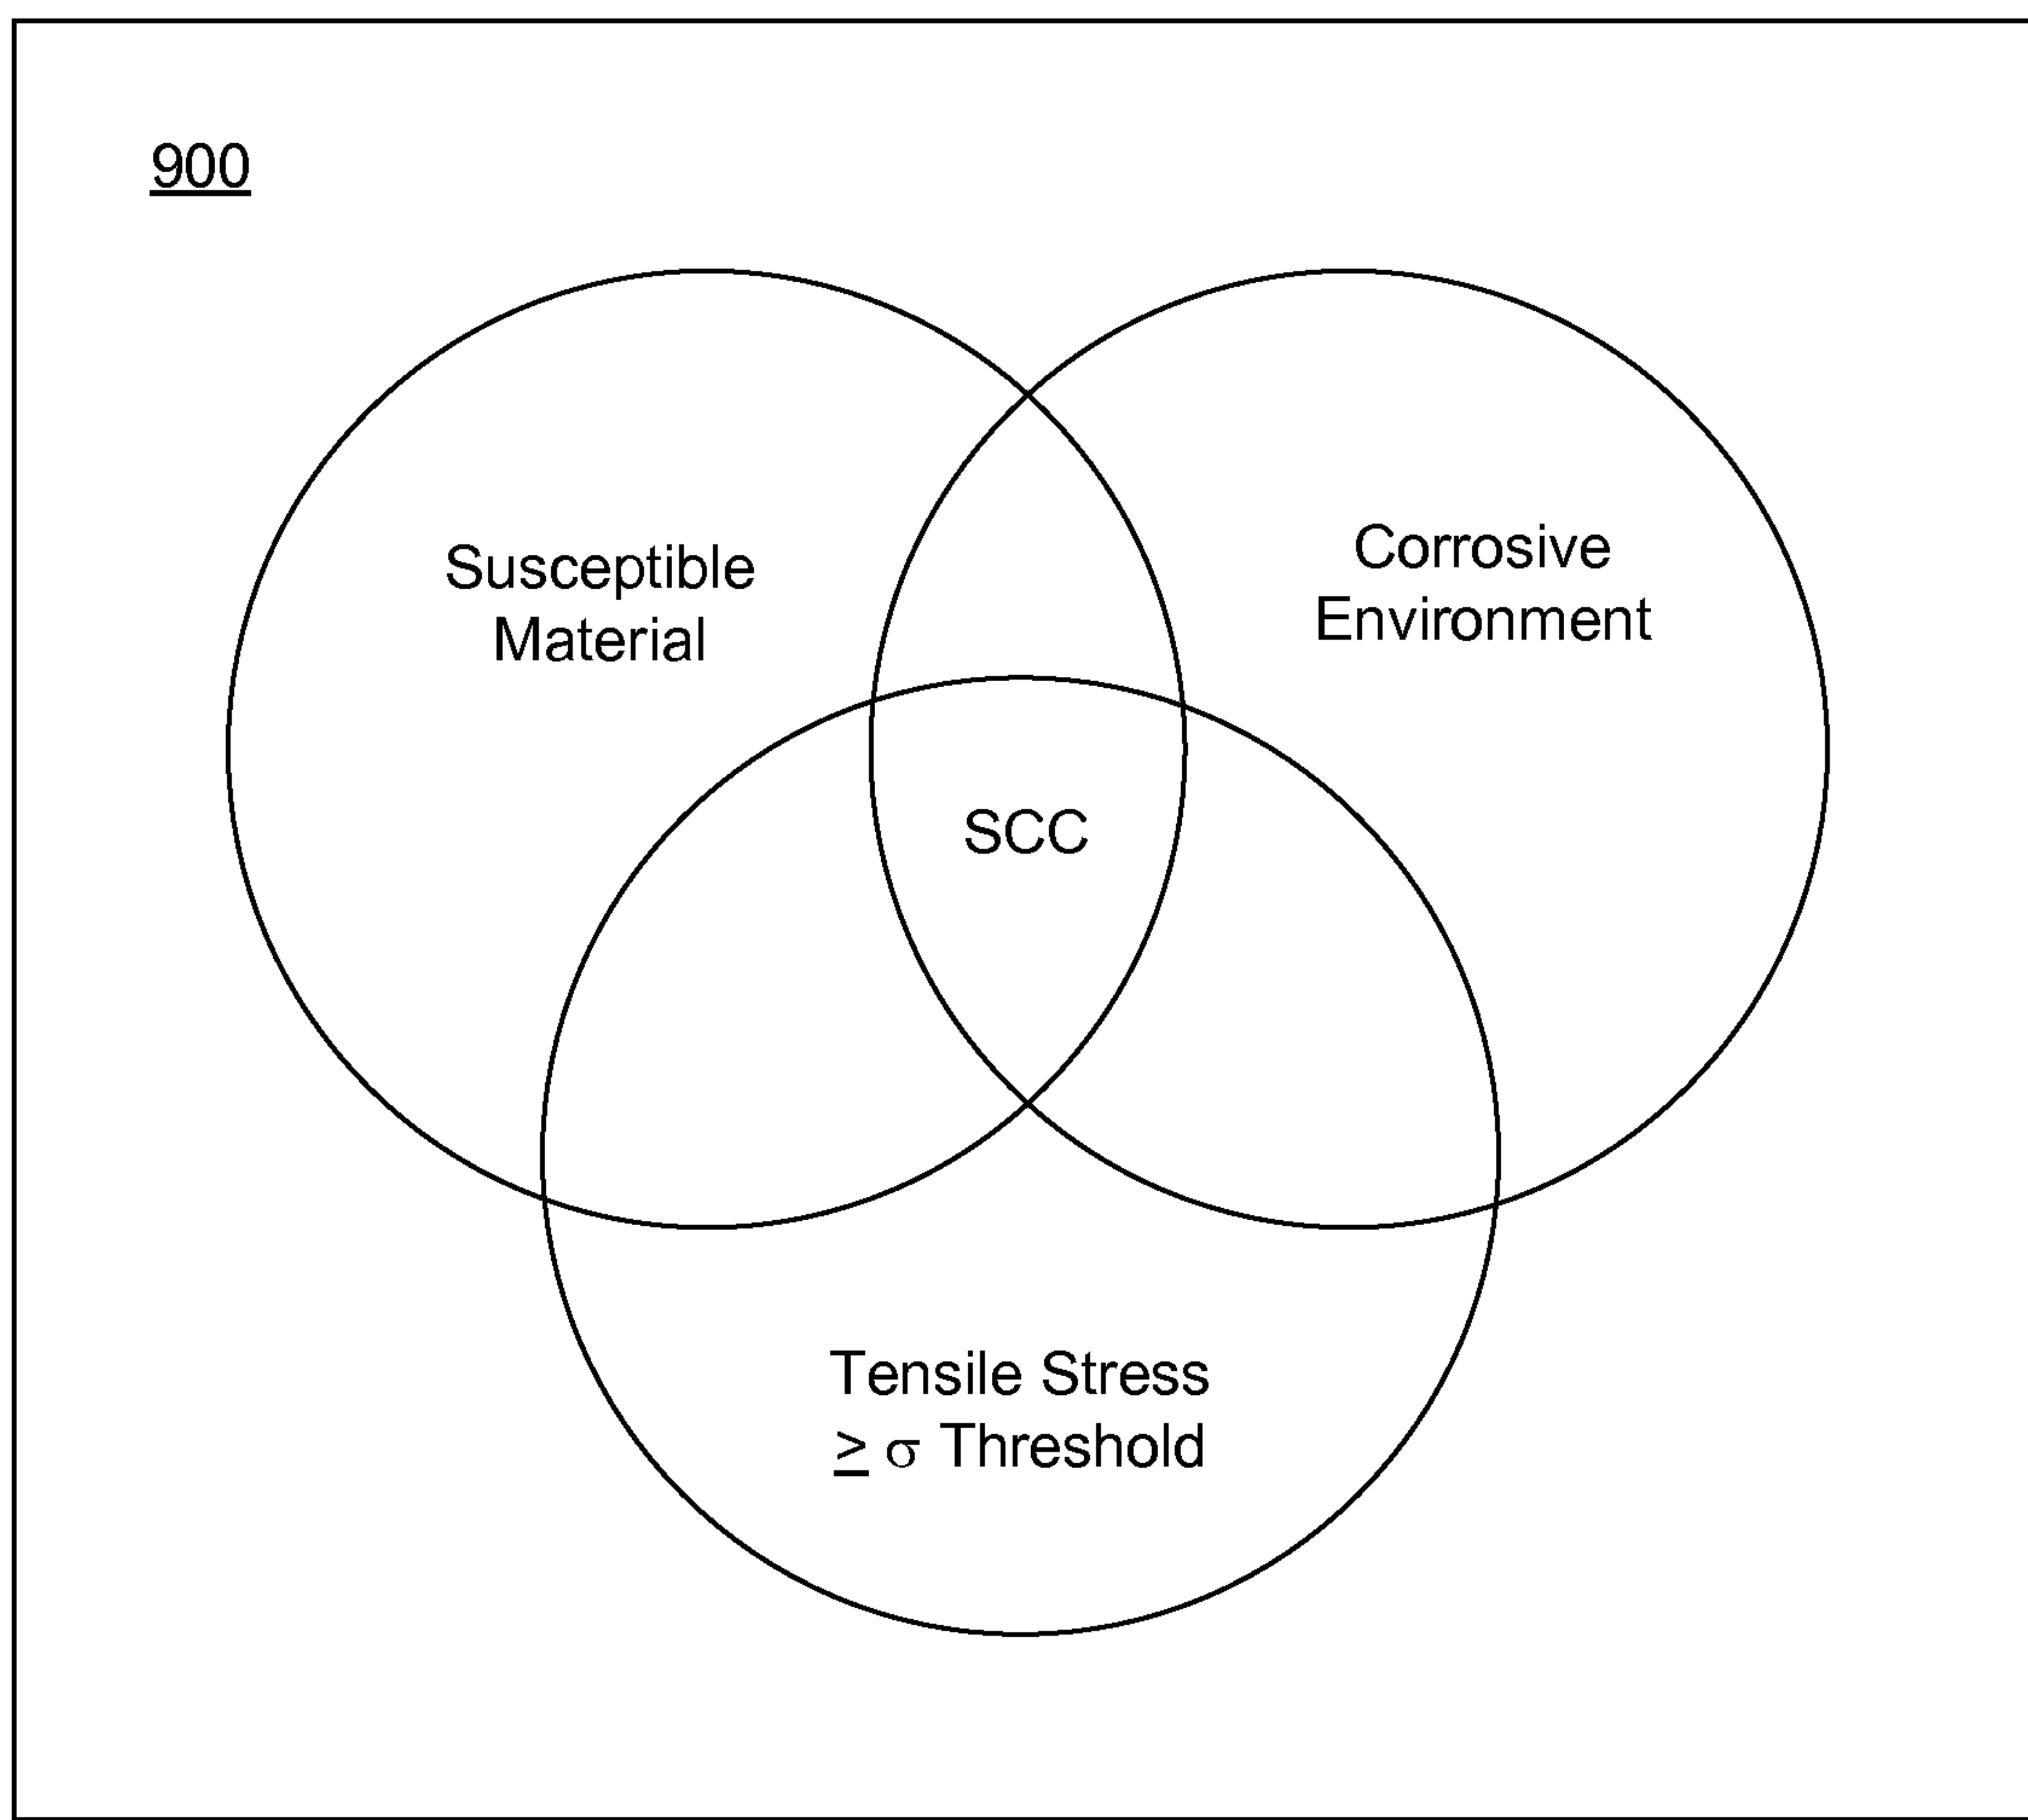 900
Susceptible
Material
Corrosive
Environment
SCC
Tensile Stress
≥ σ Threshold